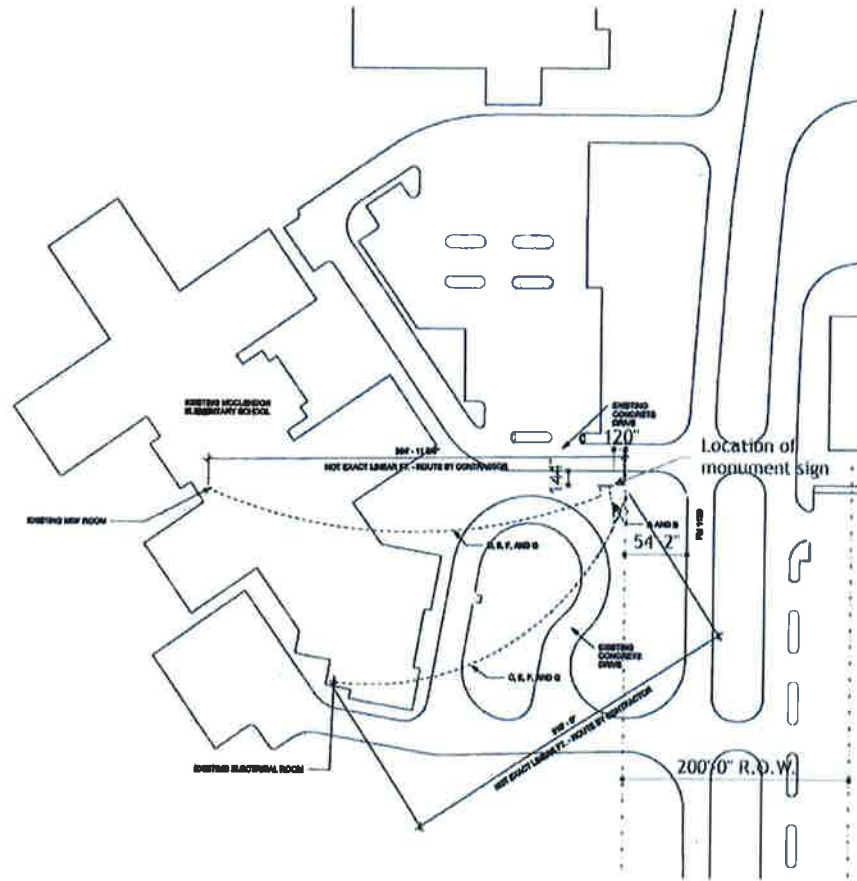 EXISTING MCCLENDON
ELEMENTARY SCHOOL
EXISTING
CONCRETE
DRIVE
120"
Location of
monument sign
144"
NOT EXACT LINEAR FT. - ROUTE BY CONTRACTOR
EXISTING MDF ROOM
A AND B
54'-2"
EXISTING
CONCRETE
DRIVE
NOT EXACT LINEAR FT. - ROUTE BY CONTRACTOR
EXISTING ELECTRICAL ROOM
200'-0" R.O.W.